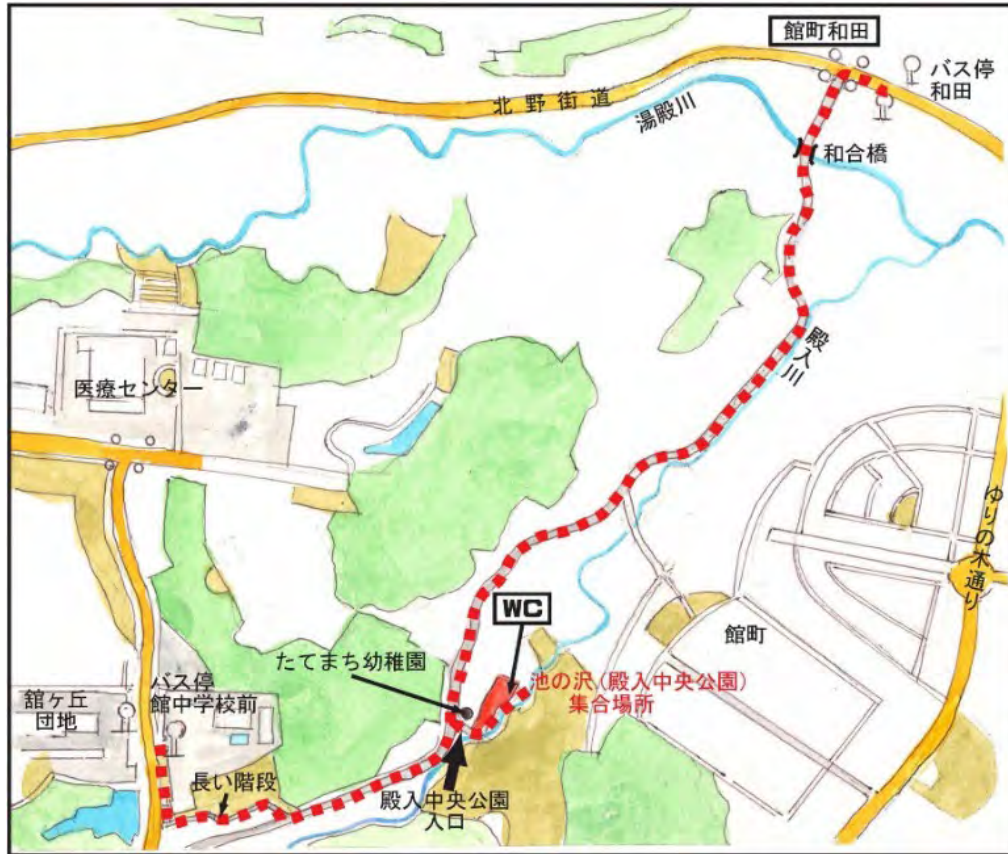 館町和田
バス停
和田
北野街道
湯殿川
和合橋
殿入川
医療センター
ゆりの木通り
WC
館町
たてまち幼稚園
池の沢(殿入中央公園)
集合場所
舘ヶ丘
団地
バス停
館中学校前
長い階段
殿入中央公園
入口